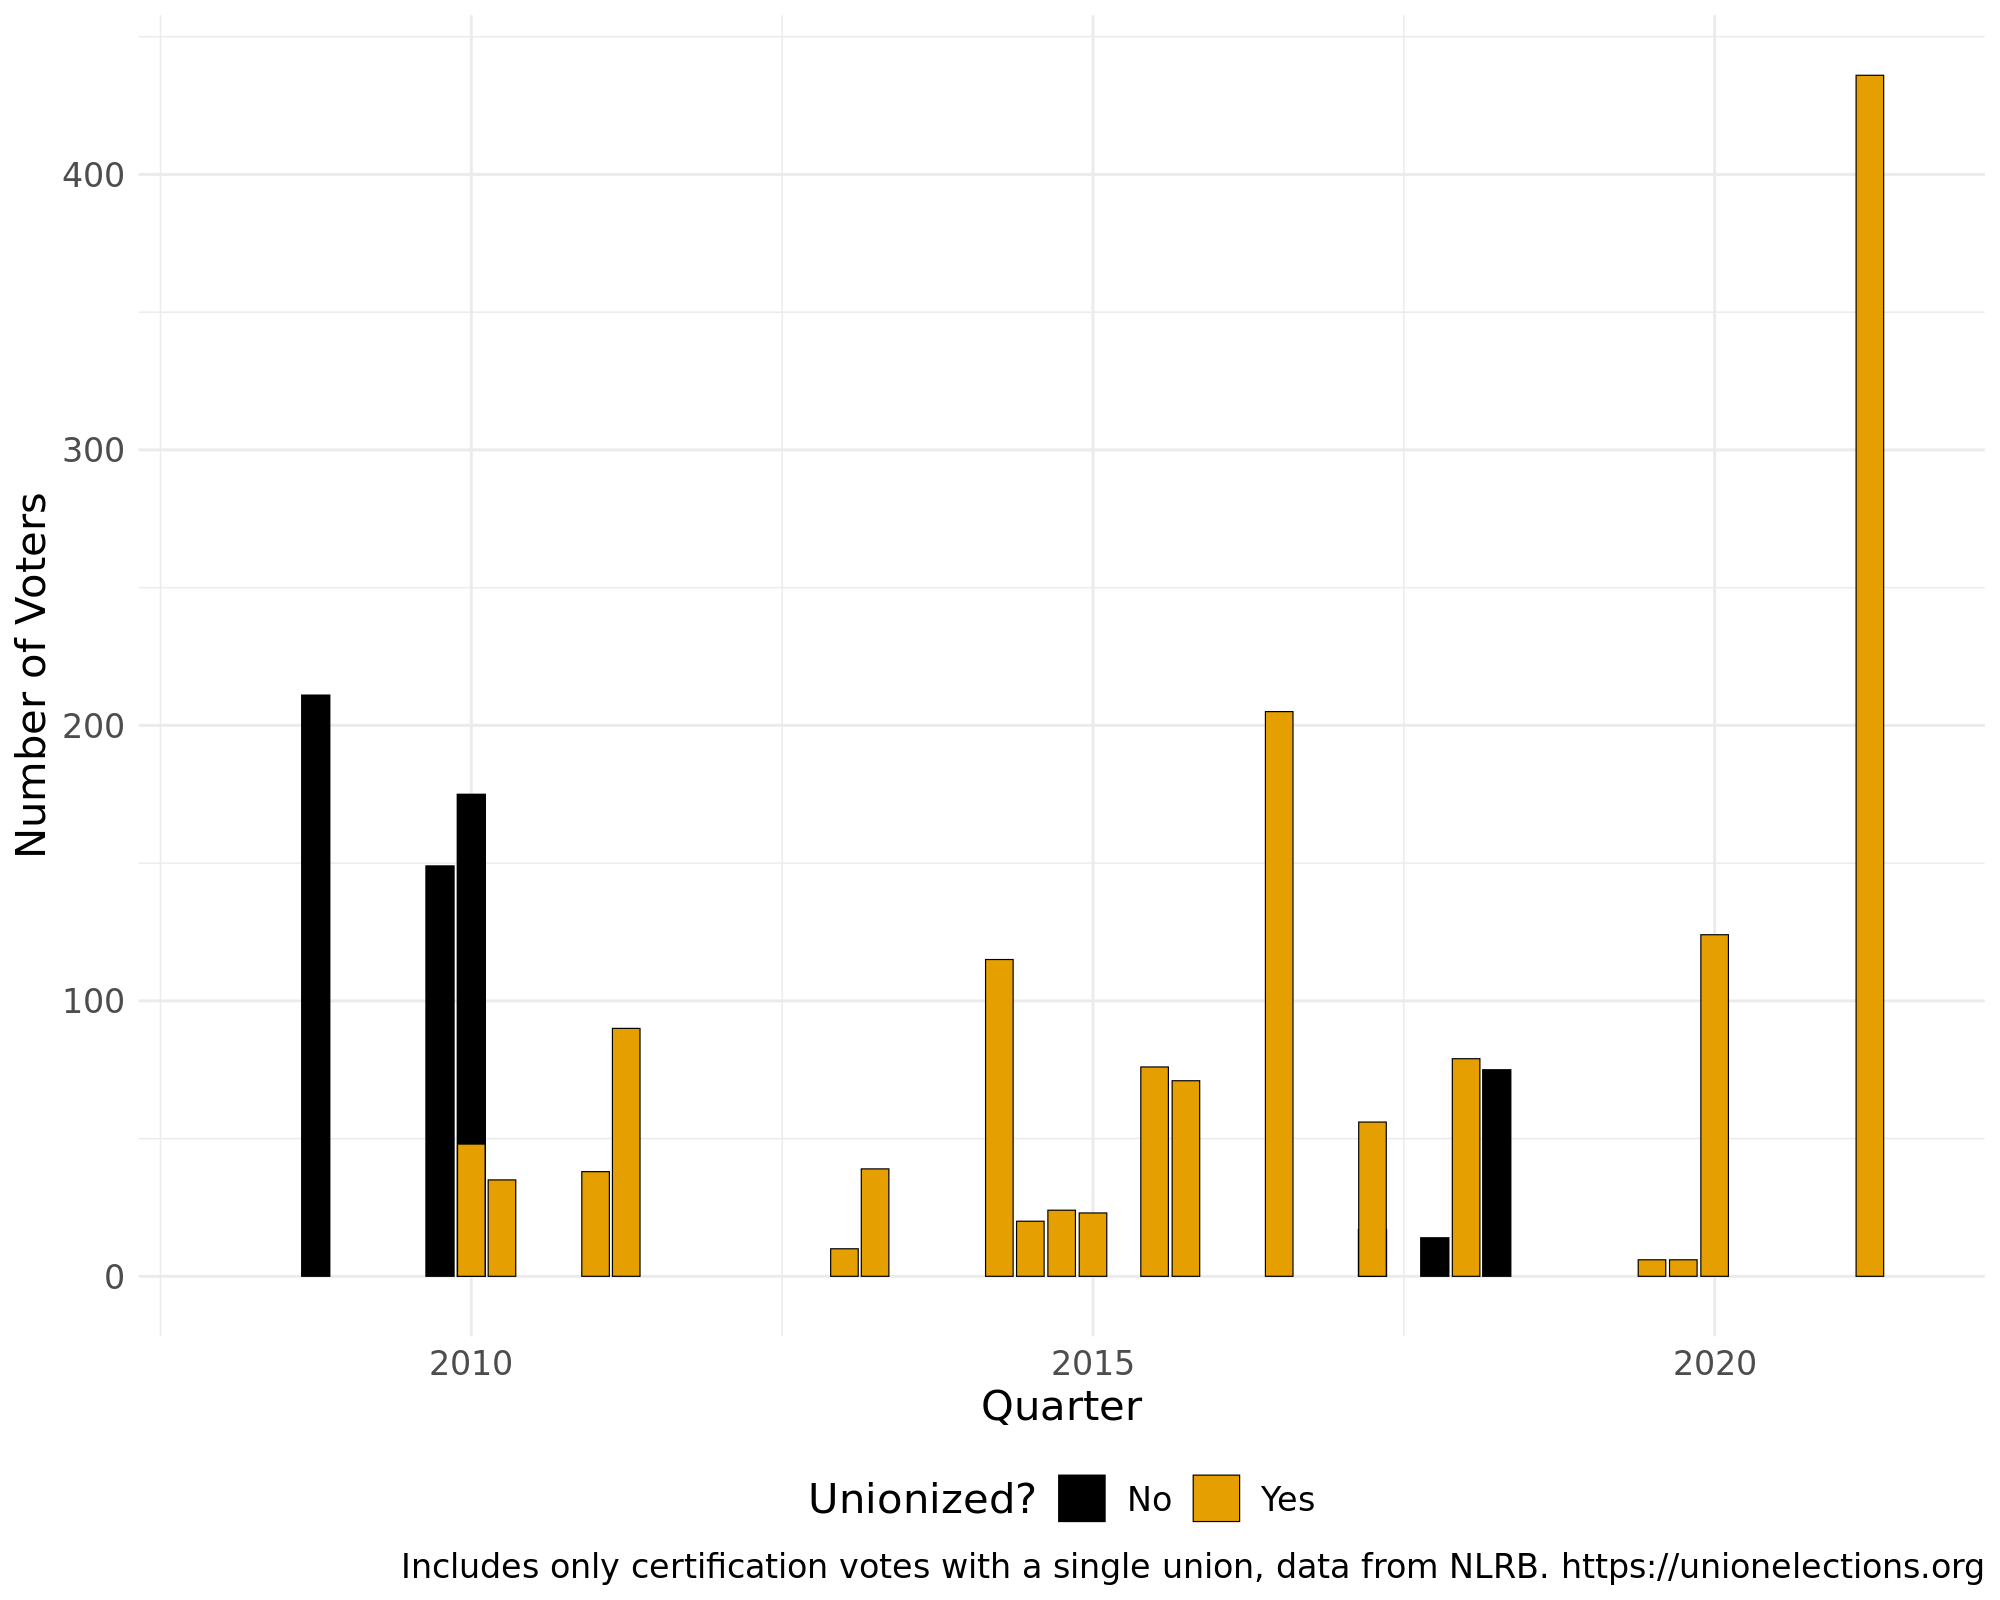 400
300
200
100
0
Number of Voters
2010 2015 2020
Quarter
Unionized? No Yes
Includes only certification votes with a single union, data from NLRB. https://unionelections.org